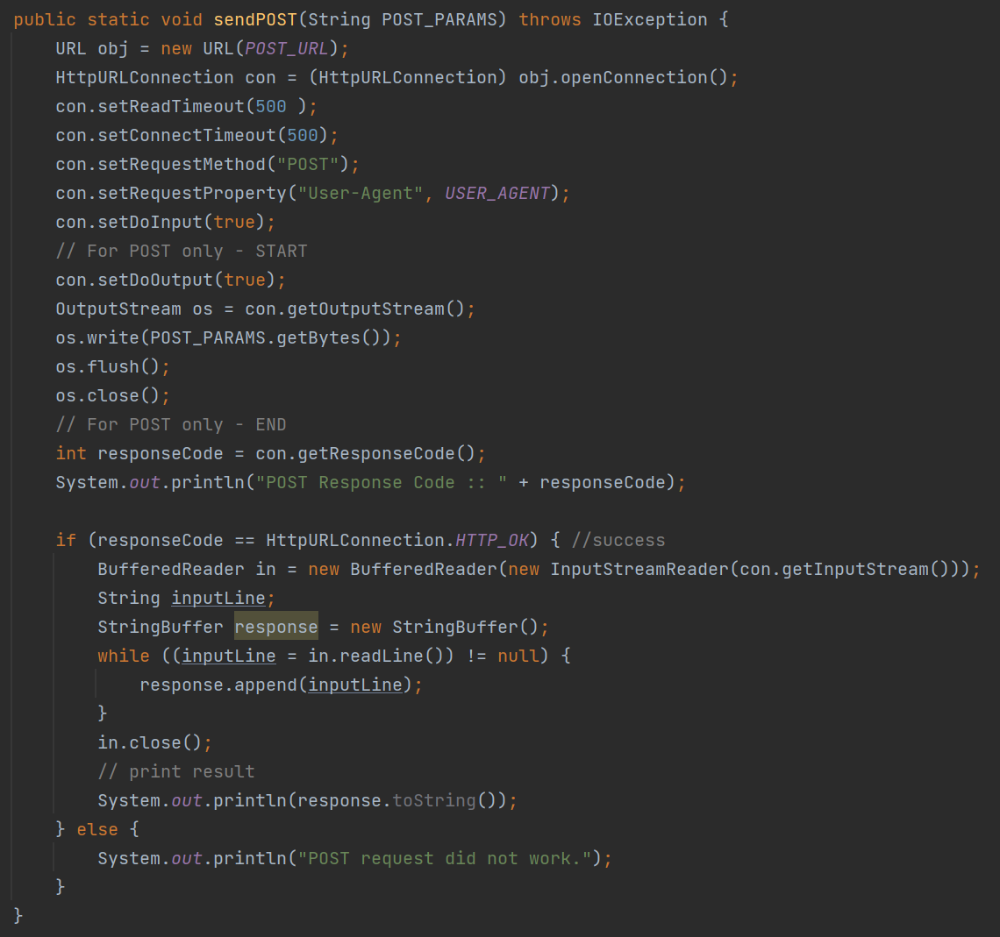 public static void sendPOST(String POST_PARAMS) throws IOException {
    URL obj = new URL(POST_URL);
    HttpURLConnection con = (HttpURLConnection) obj.openConnection();
    con.setReadTimeout(500 );
    con.setConnectTimeout(500);
    con.setRequestMethod("POST");
    con.setRequestProperty("User-Agent", USER_AGENT);
    con.setDoInput(true);
    // For POST only - START
    con.setDoOutput(true);
    OutputStream os = con.getOutputStream();
    os.write(POST_PARAMS.getBytes());
    os.flush();
    os.close();
    // For POST only - END
    int responseCode = con.getResponseCode();
    System.out.println("POST Response Code :: " + responseCode);

    if (responseCode == HttpURLConnection.HTTP_OK) { //success
        BufferedReader in = new BufferedReader(new InputStreamReader(con.getInputStream()));
        String inputLine;
        StringBuffer response = new StringBuffer();
        while ((inputLine = in.readLine()) != null) {
            response.append(inputLine);
        }
        in.close();
        // print result
        System.out.println(response.toString());
    } else {
        System.out.println("POST request did not work.");
    }
}